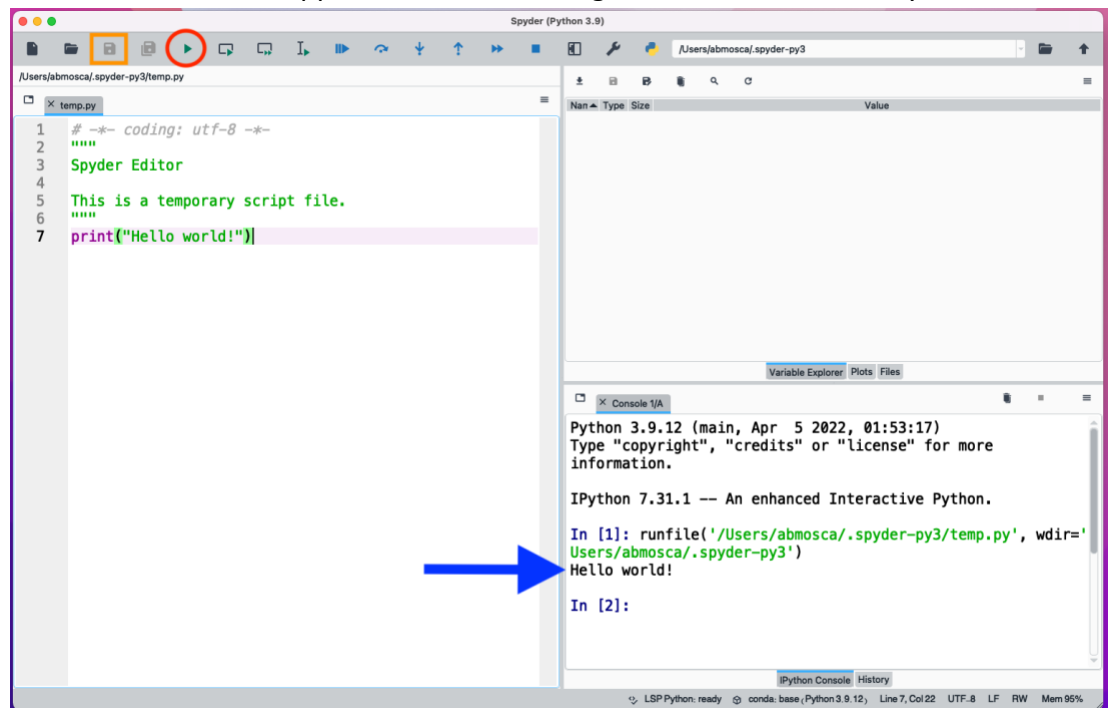 Spyder (Python 3.9)
/Users/abmosca/.spyder-py3
/Users/abmosca/.spyder-py3/temp.py
temp.py
1 # -*- coding: utf-8 -*-
2 """
3 Spyder Editor
4
5 This is a temporary script file.
6 """
7 print("Hello world!")
Nan Type Size Value
Variable Explorer Plots Files
Console 1/A
Python 3.9.12 (main, Apr  5 2022, 01:53:17)
Type "copyright", "credits" or "license" for more
information.
IPython 7.31.1 -- An enhanced Interactive Python.
In [1]: runfile('/Users/abmosca/.spyder-py3/temp.py', wdir='
Users/abmosca/.spyder-py3')
Hello world!
In [2]:
IPython Console History
LSP Python: ready conda: base (Python 3.9.12) Line 7, Col 22 UTF-8 LF RW Mem 95%